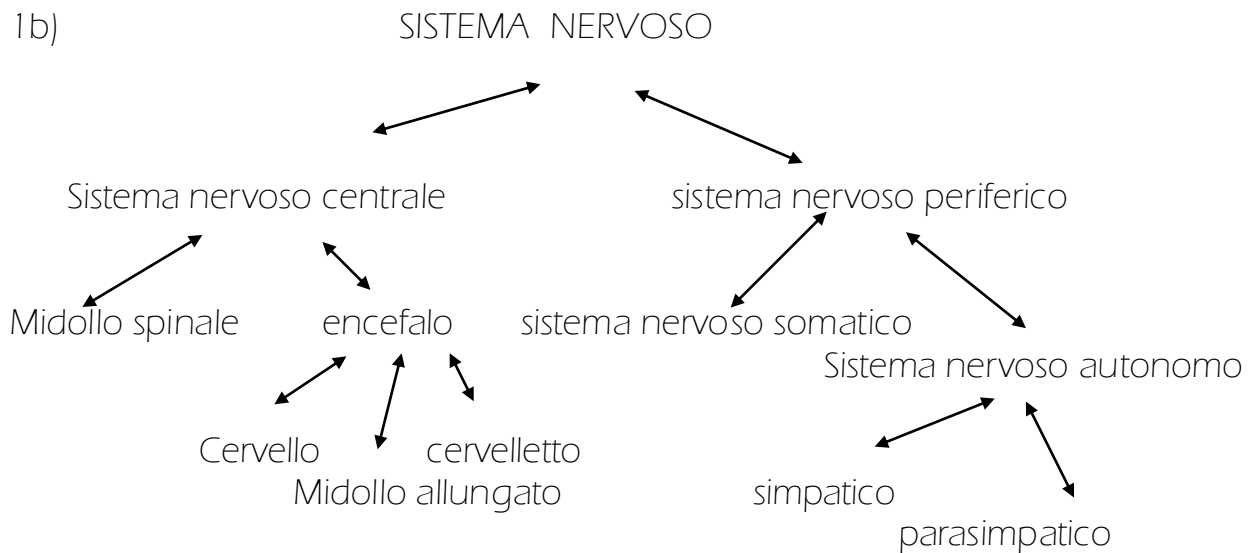 1b) SISTEMA NERVOSO
Sistema nervoso centrale sistema nervoso periferico
Midollo spinale encefalo sistema nervoso somatico
Sistema nervoso autonomo
Cervello cervelletto
Midollo allungato simpatico
parasimpatico